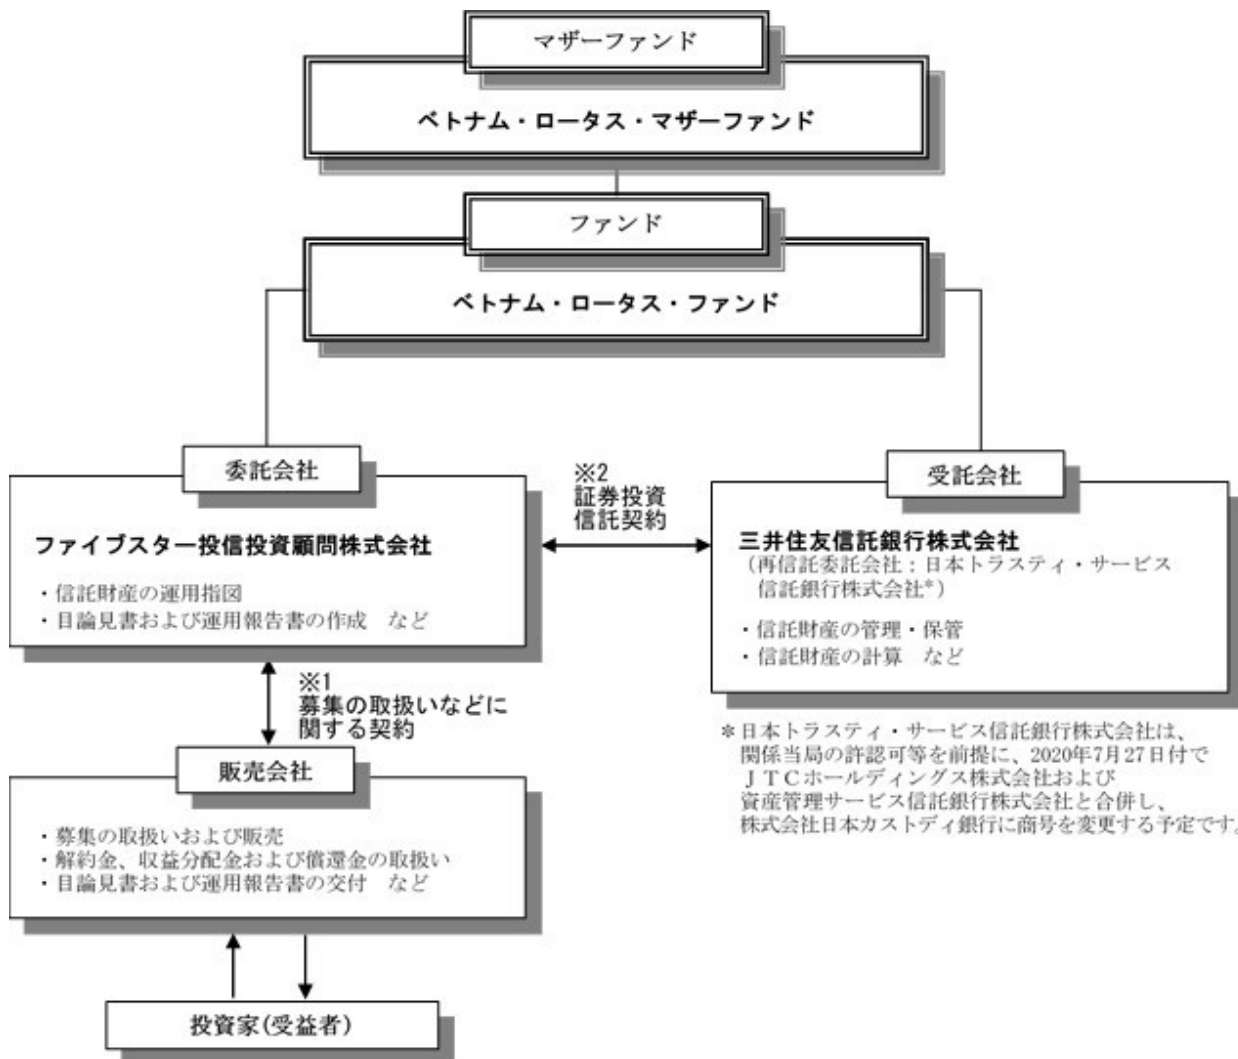 マザーファンド
ベトナム・ロータス・マザーファンド
ファンド
ベトナム・ロータス・ファンド
委託会社
ファイブスター投信投資顧問株式会社
・信託財産の運用指図
・目論見書および運用報告書の作成 など
※2
証券投資
信託契約
受託会社
三井住友信託銀行株式会社
(再信託委託会社:日本トラスティ・サービス
信託銀行株式会社*)
・信託財産の管理・保管
・信託財産の計算 など
※1
募集の取扱いなどに
関する契約
販売会社
・募集の取扱いおよび販売
・解約金、収益分配金および償還金の取扱い
・目論見書および運用報告書の交付 など
投資家(受益者)
*日本トラスティ・サービス信託銀行株式会社は、
関係当局の許認可等を前提に、2020年7月27日付で
JTCホールディングス株式会社および
資産管理サービス信託銀行株式会社と合併し、
株式会社日本カストディ銀行に商号を変更する予定です。